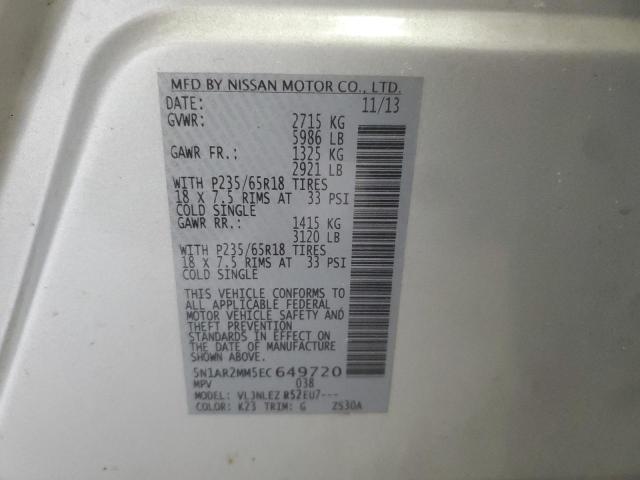 MFD BY NISSAN MOTOR CO., LTD.
DATE: 11/13
GVWR: 2715 KG
5986 LB
GAWR FR.: 1325 KG
2921 LB
WITH P235/65R18 TIRES
18 X 7.5 RIMS AT 33 PSI
COLD SINGLE
GAWR RR.: 1415 KG
3120 LB
WITH P235/65R18 TIRES
18 X 7.5 RIMS AT 33 PSI
COLD SINGLE
THIS VEHICLE CONFORMS TO
ALL APPLICABLE FEDERAL
MOTOR VEHICLE SAFETY AND
THEFT PREVENTION
STANDARDS IN EFFECT ON
THE DATE OF MANUFACTURE
SHOWN ABOVE.
5N1AR2MM5EC649720
MPV 038
MODEL: VLJNLEZ R52EU7---
COLOR: K23 TRIM: G ZS30A